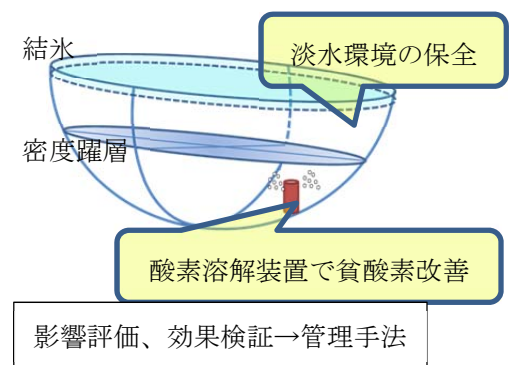 結氷
淡水環境の保全
密度躍層
酸素溶解装置で貧酸素改善
影響評価、効果検証→管理手法